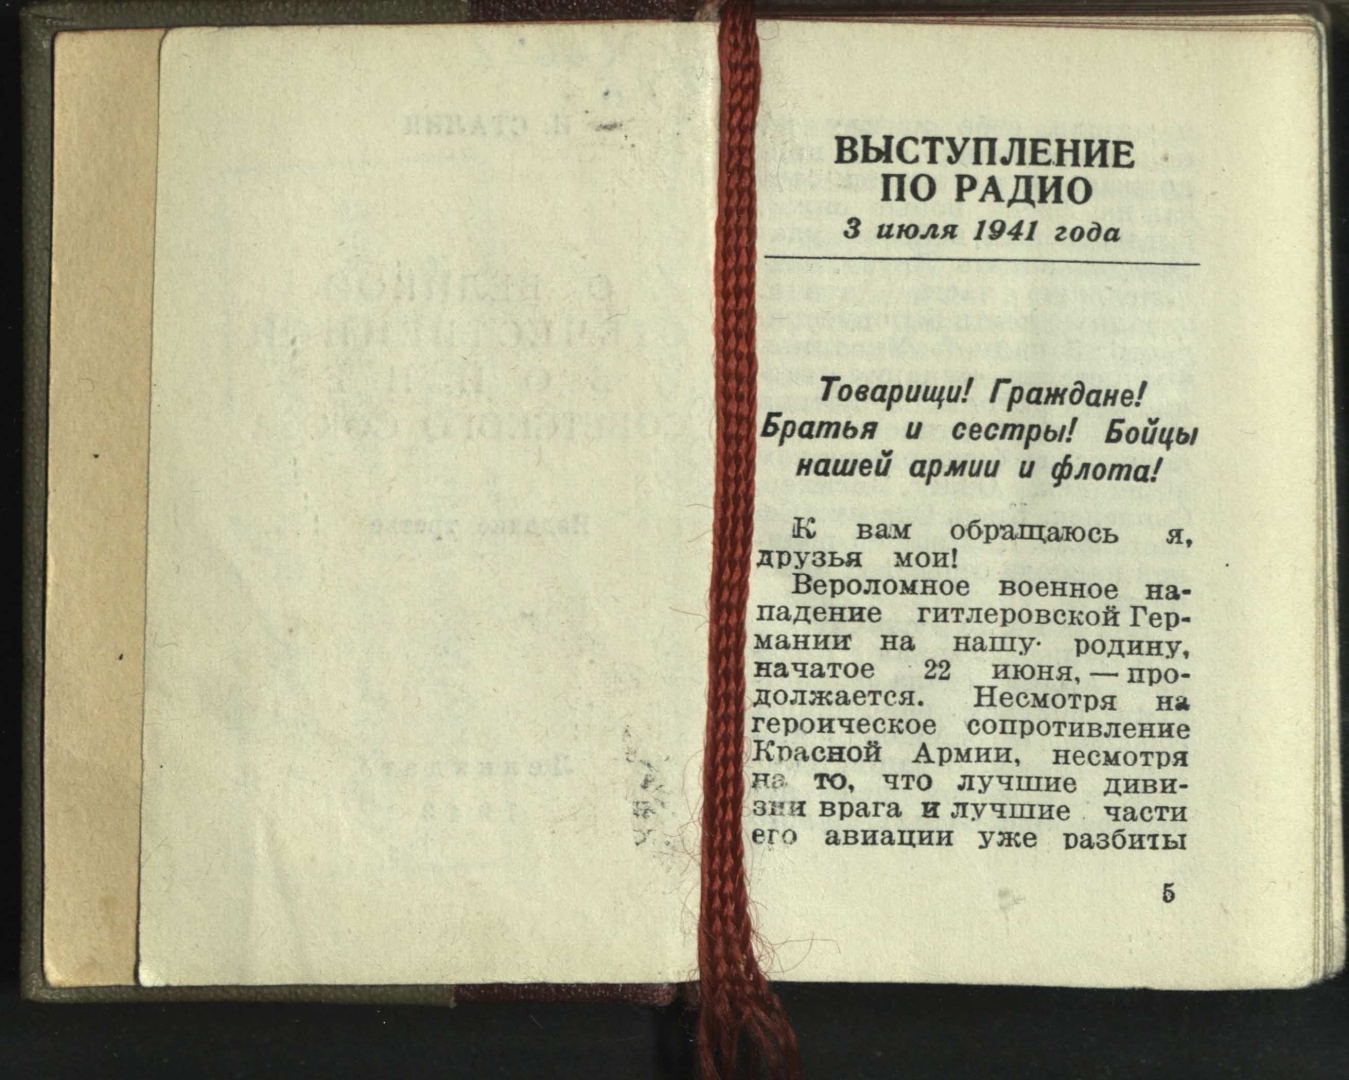 ВЫСТУПЛЕНИЕ
ПО РАДИО
3 июля 1941 года
Товарищи! Граждане!
Братья и сестры! Бойцы
нашей армии и флота!
К вам обращаюсь я,
друзья мои!
Вероломное военное на-
падение гитлеровской Гер-
мании на нашу родину,
начатое 22 июня, — про-
должается. Несмотря на
героическое сопротивление
Красной Армии, несмотря
на то, что лучшие диви-
зии врага и лучшие части
его авиации уже разбиты
5